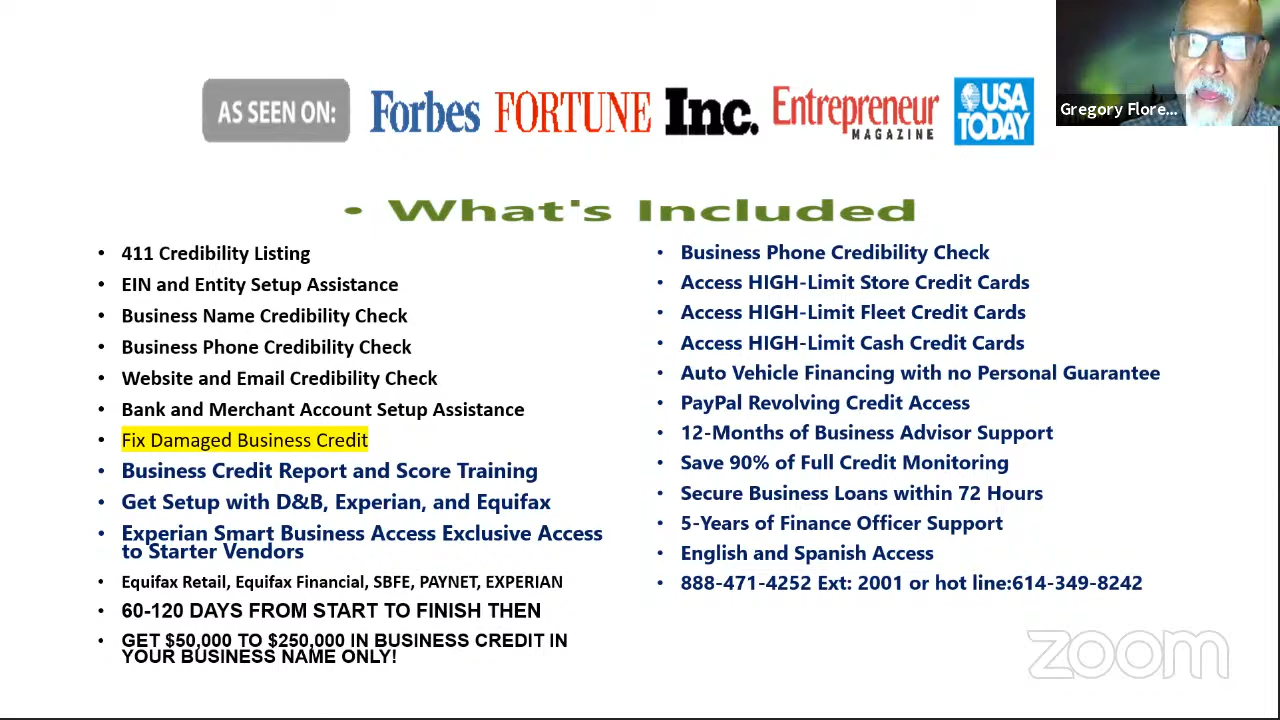 AS SEEN ON:
Forbes
FORTUNE
Inc.
Entrepreneur
MAGAZINE
USA
TODAY
Gregory Flore...
• What's Included
• 411 Credibility Listing
• EIN and Entity Setup Assistance
• Business Name Credibility Check
• Business Phone Credibility Check
• Website and Email Credibility Check
• Bank and Merchant Account Setup Assistance
• Fix Damaged Business Credit
• Business Credit Report and Score Training
• Get Setup with D&B, Experian, and Equifax
• Experian Smart Business Access Exclusive Access
to Starter Vendors
• Equifax Retail, Equifax Financial, SBFE, PAYNET, EXPERIAN
• 60-120 DAYS FROM START TO FINISH THEN
• GET $50,000 TO $250,000 IN BUSINESS CREDIT IN
YOUR BUSINESS NAME ONLY!
• Business Phone Credibility Check
• Access HIGH-Limit Store Credit Cards
• Access HIGH-Limit Fleet Credit Cards
• Access HIGH-Limit Cash Credit Cards
• Auto Vehicle Financing with no Personal Guarantee
• PayPal Revolving Credit Access
• 12-Months of Business Advisor Support
• Save 90% of Full Credit Monitoring
• Secure Business Loans within 72 Hours
• 5-Years of Finance Officer Support
• English and Spanish Access
• 888-471-4252 Ext: 2001 or hot line:614-349-8242
zoom